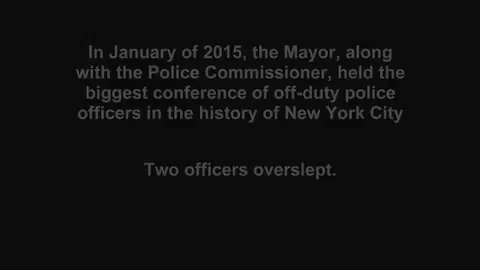 In January of 2015, the Mayor, along
with the Police Commissioner, held the
biggest conference of off-duty police
officers in the history of New York City
Two officers overslept.